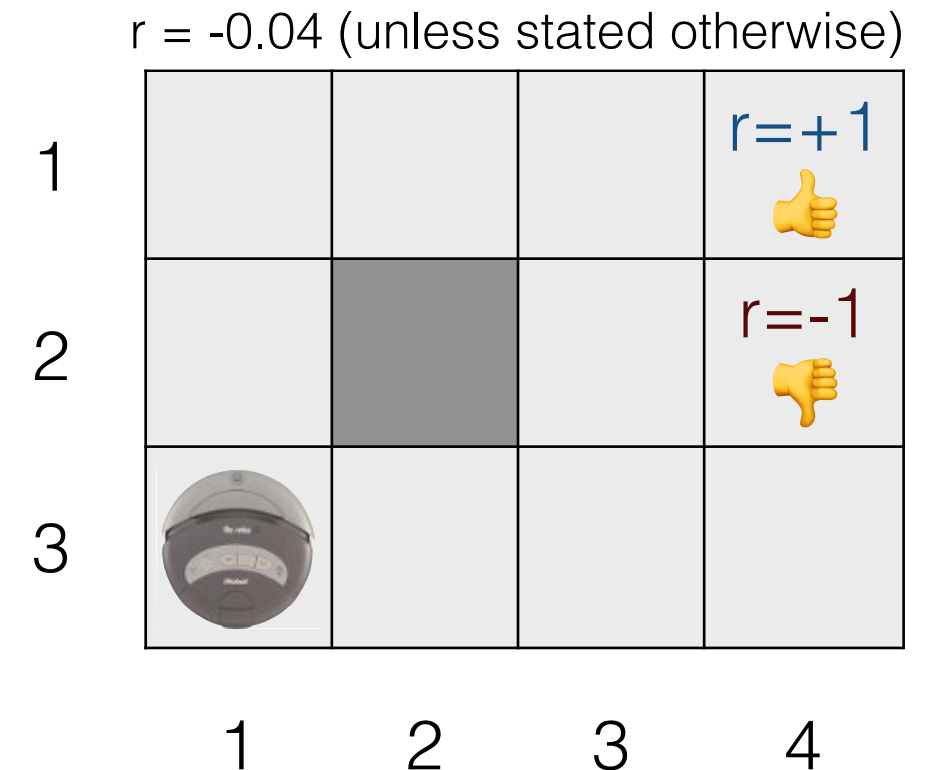 r = -0.04 (unless stated otherwise)
1
r=+1
2
r=-1
3
1 2 3 4